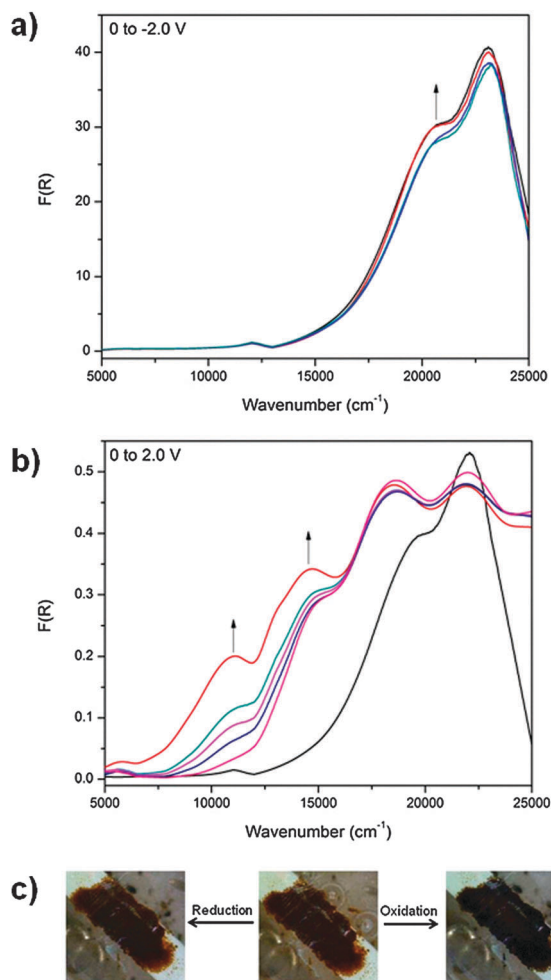 a)
0 to -2.0 V
40
30
20
10
0
F(R)
5000 10000 15000 20000 25000
Wavenumber (cm-1)
b)
0 to 2.0 V
0.5
0.4
0.3
0.2
0.1
0.0
F(R)
5000 10000 15000 20000 25000
Wavenumber (cm-1)
c)
Reduction Oxidation